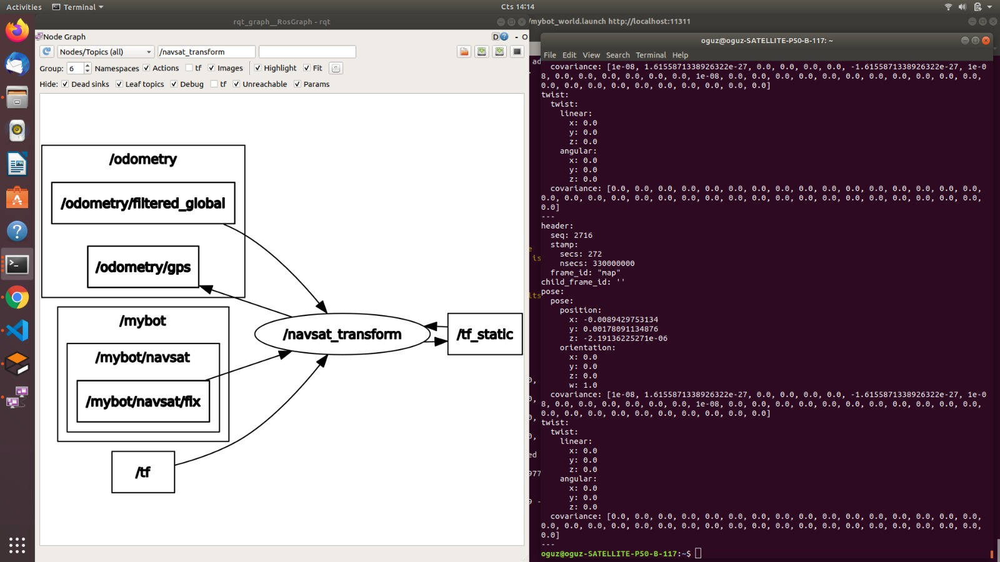 Activities
Terminal
Cts 14:14
rqt_graph__RosGraph - rqt
/mybot_world.launch http://localhost:11311
Node Graph
D
- O
Nodes/Topics (all)
/navsat_transform
Group: 6 Namespaces Actions tf Images Highlight Fit
Hide: Dead sinks Leaf topics Debug tf Unreachable Params
/odometry
/odometry/filtered_global
/odometry/gps
/mybot
/mybot/navsat
/mybot/navsat/fix
/tf
/navsat_transform
/tf_static
ad
is
lts
0,
ed
977
9 -
oguz@oguz-SATELLITE-P50-B-117: ~
File Edit View Search Terminal Help
covariance: [1e-08, 1.6155871338926322e-27, 0.0, 0.0, 0.0, 0.0, -1.6155871338926322e-27, 1e-0
8, 0.0, 0.0, 0.0, 0.0, 0.0, 0.0, 1e-08, 0.0, 0.0, 0.0, 0.0, 0.0, 0.0, 0.0, 0.0, 0.0, 0.0, 0.0,
0.0, 0.0, 0.0, 0.0, 0.0, 0.0, 0.0, 0.0, 0.0, 0.0]
twist:
twist:
linear:
x: 0.0
y: 0.0
z: 0.0
angular:
x: 0.0
y: 0.0
z: 0.0
covariance: [0.0, 0.0, 0.0, 0.0, 0.0, 0.0, 0.0, 0.0, 0.0, 0.0, 0.0, 0.0, 0.0, 0.0, 0.0, 0.0,
0.0, 0.0, 0.0, 0.0, 0.0, 0.0, 0.0, 0.0, 0.0, 0.0, 0.0, 0.0, 0.0, 0.0, 0.0, 0.0, 0.0, 0.0, 0.0,
0.0]
---
header:
seq: 2716
stamp:
secs: 272
nsecs: 330000000
frame_id: "map"
child_frame_id: ''
pose:
pose:
position:
x: -0.0089429753134
y: 0.00178091134876
z: -2.19136225271e-06
orientation:
x: 0.0
y: 0.0
z: 0.0
w: 1.0
covariance: [1e-08, 1.6155871338926322e-27, 0.0, 0.0, 0.0, 0.0, -1.6155871338926322e-27, 1e-0
8, 0.0, 0.0, 0.0, 0.0, 0.0, 0.0, 1e-08, 0.0, 0.0, 0.0, 0.0, 0.0, 0.0, 0.0, 0.0, 0.0, 0.0, 0.0,
0.0, 0.0, 0.0, 0.0, 0.0, 0.0, 0.0, 0.0, 0.0, 0.0]
twist:
twist:
linear:
x: 0.0
y: 0.0
z: 0.0
angular:
x: 0.0
y: 0.0
z: 0.0
covariance: [0.0, 0.0, 0.0, 0.0, 0.0, 0.0, 0.0, 0.0, 0.0, 0.0, 0.0, 0.0, 0.0, 0.0, 0.0, 0.0,
0.0, 0.0, 0.0, 0.0, 0.0, 0.0, 0.0, 0.0, 0.0, 0.0, 0.0, 0.0, 0.0, 0.0, 0.0, 0.0, 0.0, 0.0, 0.0,
0.0]
---
oguz@oguz-SATELLITE-P50-B-117:~$